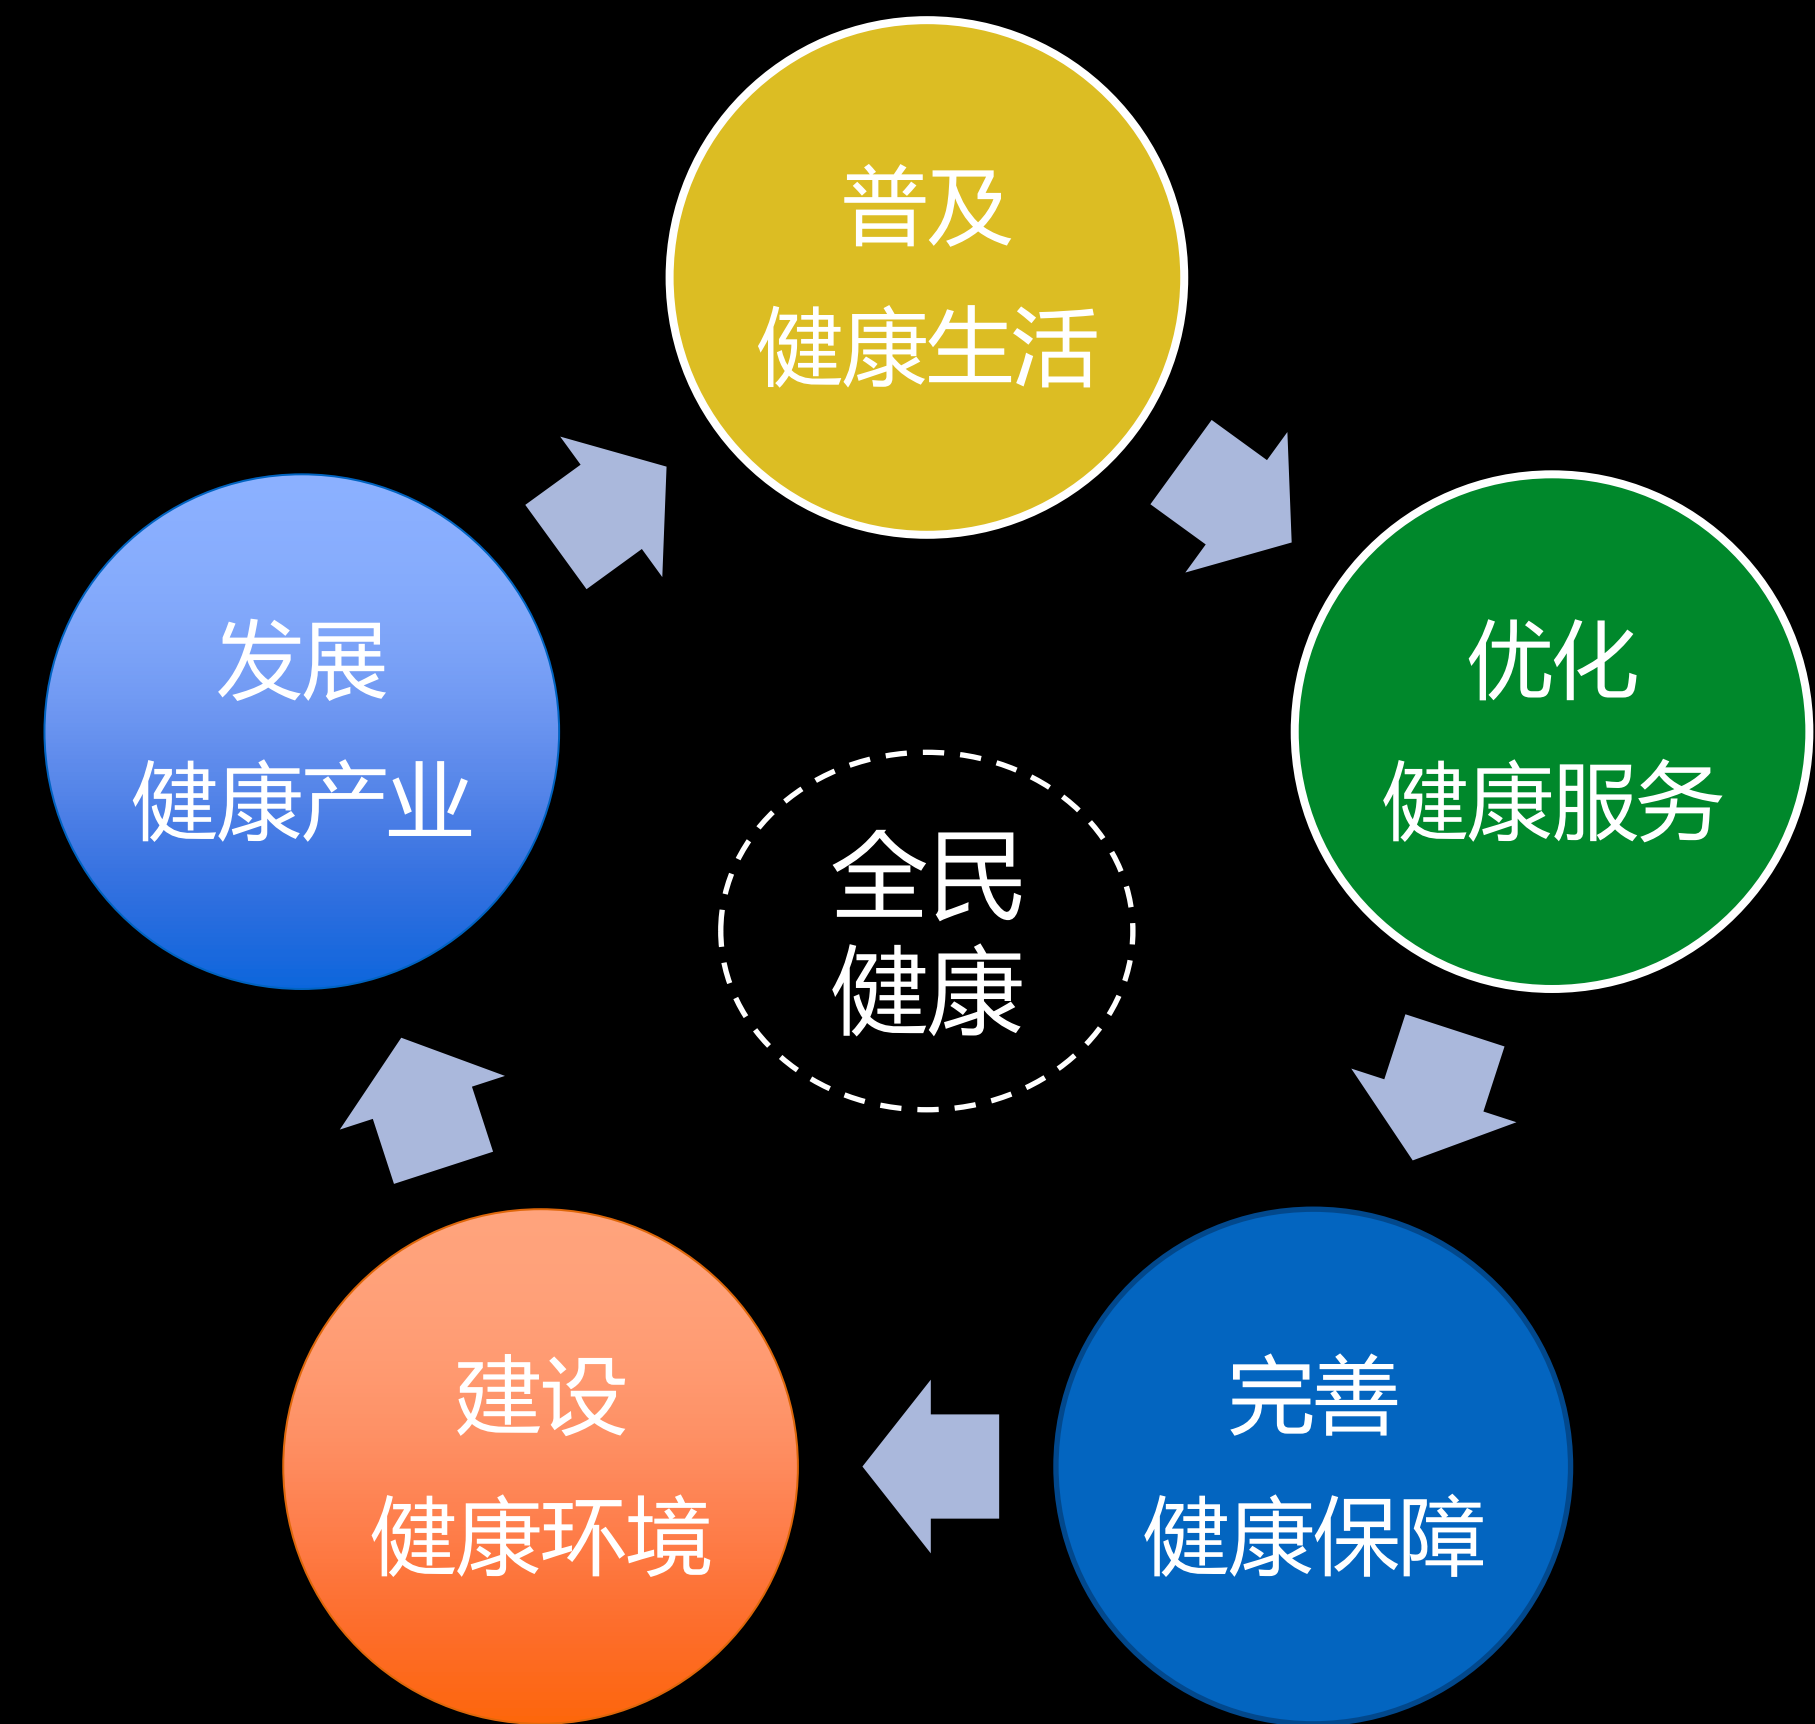 普及
健康生活
优化
健康服务
完善
健康保障
建设
健康环境
发展
健康产业
全民
健康